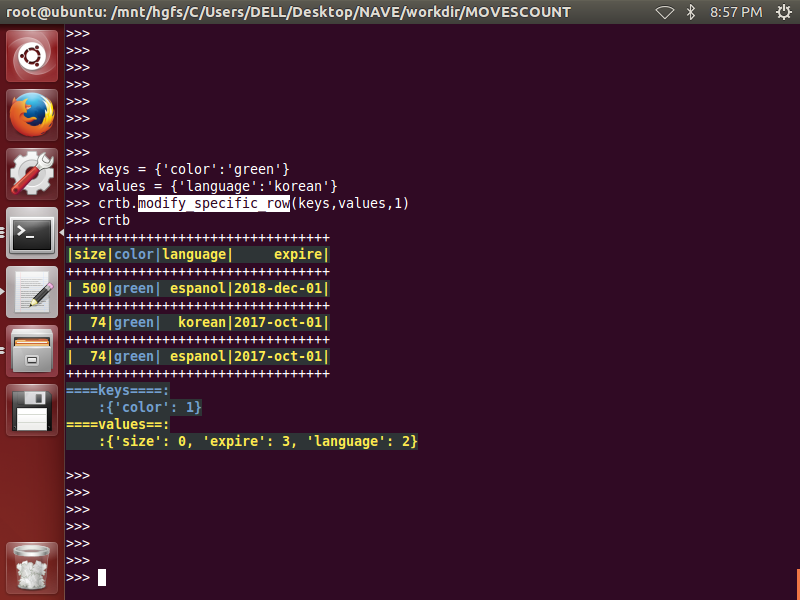 root@ubuntu: /mnt/hgfs/C/Users/DELL/Desktop/NAVE/workdir/MOVESCOUNT 8:57 PM
>>>
>>>
>>>
>>>
>>>
>>>
>>>
>>>
>>> keys = {'color':'green'}
>>> values = {'language':'korean'}
>>> crtb.modify_specific_row(keys,values,1)
>>> crtb
+++++++++++++++++++++++++++++++++
|size|color|language|     expire|
+++++++++++++++++++++++++++++++++
| 500|green| espanol|2018-dec-01|
+++++++++++++++++++++++++++++++++
|  74|green|  korean|2017-oct-01|
+++++++++++++++++++++++++++++++++
|  74|green| espanol|2017-oct-01|
+++++++++++++++++++++++++++++++++
====keys====:
    :{'color': 1}
====values==:
    :{'size': 0, 'expire': 3, 'language': 2}
>>>
>>>
>>>
>>>
>>>
>>>
>>>